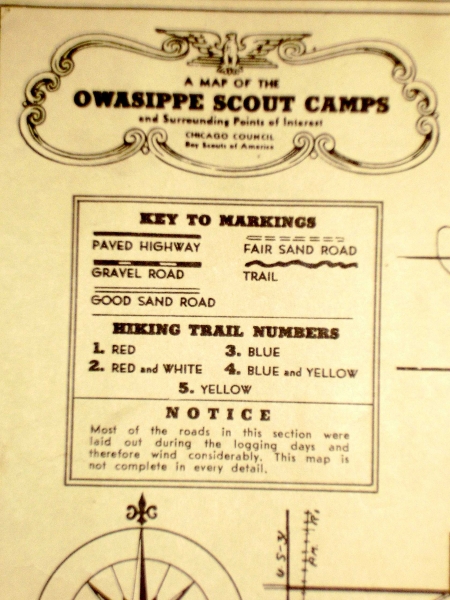 A MAP OF THE
OWASIPPE SCOUT CAMPS
and Surrounding Points of Interest
CHICAGO COUNCIL
Boy Scouts of America
KEY TO MARKINGS
PAVED HIGHWAY
FAIR SAND ROAD
GRAVEL ROAD
TRAIL
GOOD SAND ROAD
HIKING TRAIL NUMBERS
1. RED
3. BLUE
2. RED and WHITE
4. BLUE and YELLOW
5. YELLOW
NOTICE
Most of the roads in this section were
laid out during the logging days and
therefore wind considerably. This map is
not complete in every detail.
U S - 31
P.M. Ry.